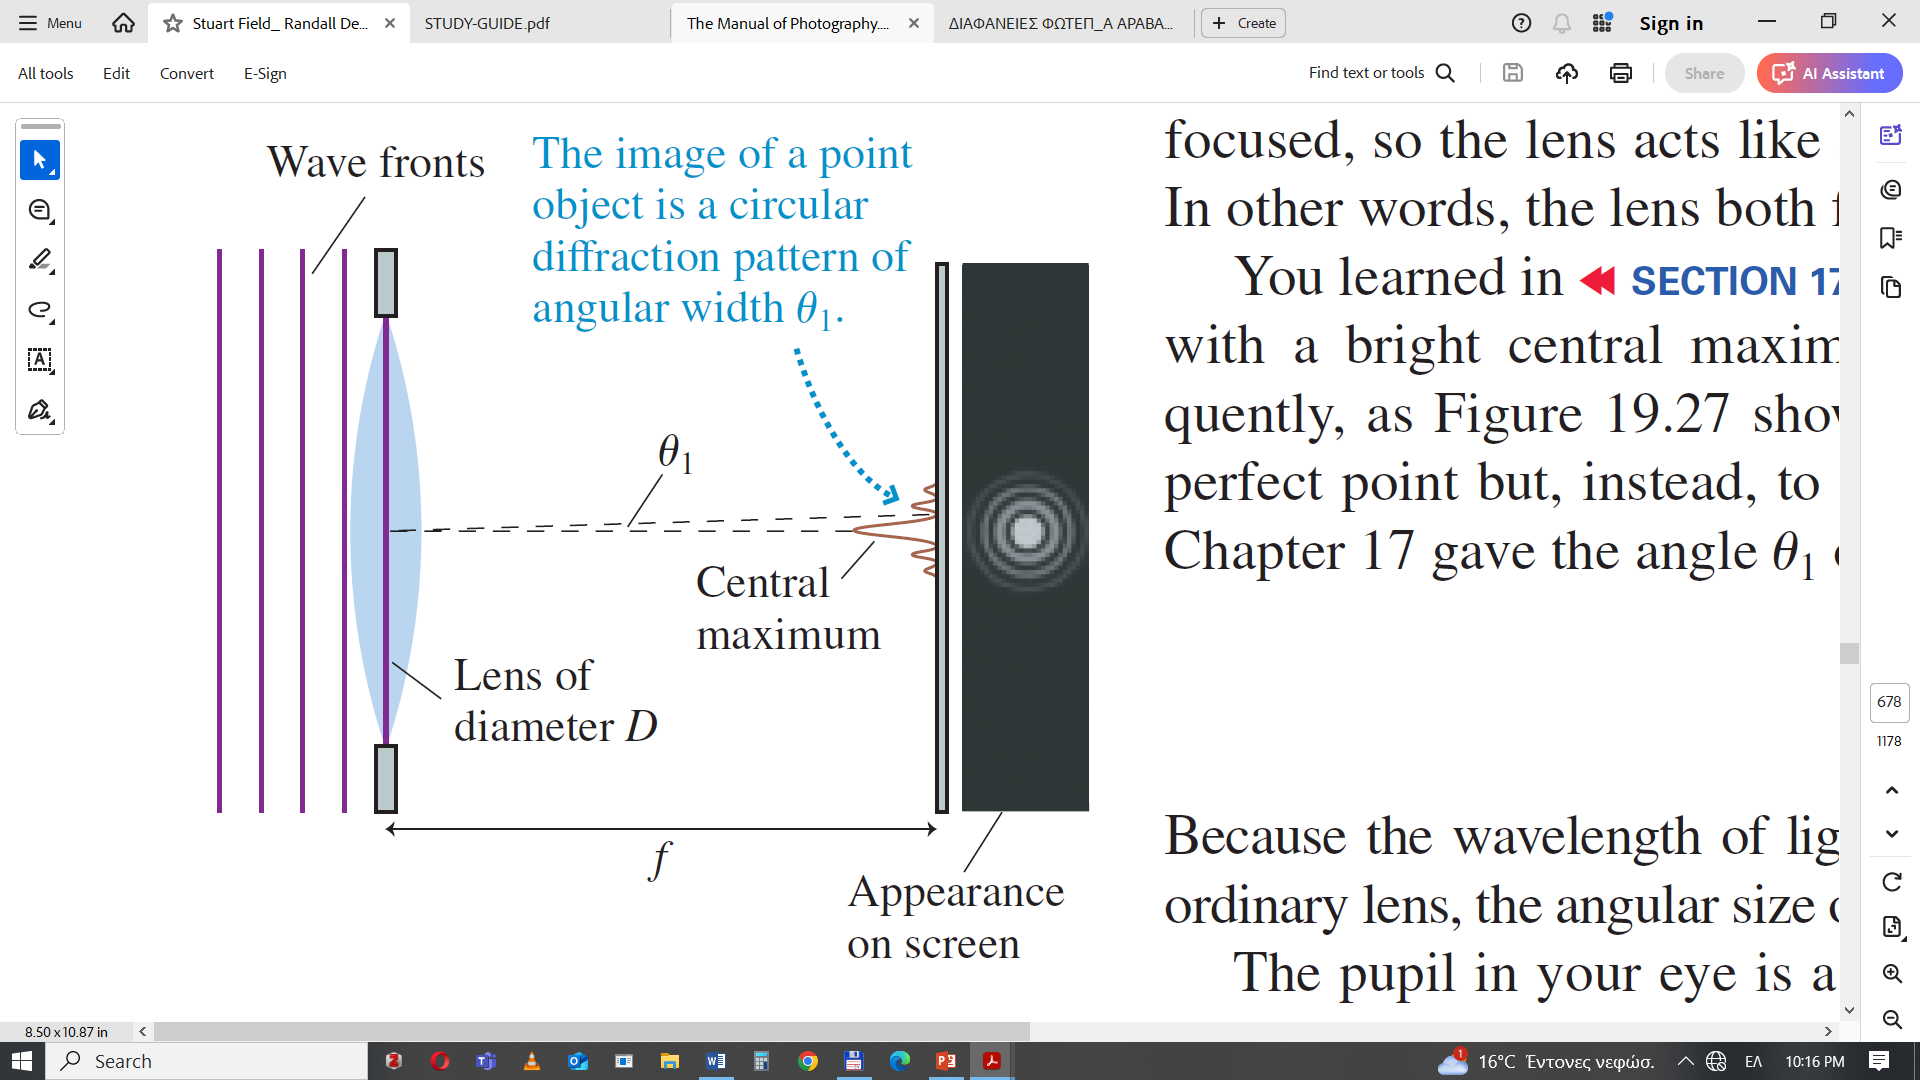 Menu
Stuart Field_ Randall De...
STUDY-GUIDE.pdf
The Manual of Photography....
ΔΙΑΦΑΝΕΙΕΣ ΦΩΤΕΠ_Α ΑΡΑΒΑ...
Create
Sign in
All tools
Edit
Convert
E-Sign
Find text or tools
Share
AI Assistant
Wave fronts
The image of a point
object is a circular
diffraction pattern of
angular width θ1.
θ1
Central
maximum
Lens of
diameter D
f
Appearance
on screen
focused, so the lens acts like
In other words, the lens both f
You learned in SECTION 17
with a bright central maxim
quently, as Figure 19.27 show
perfect point but, instead, to
Chapter 17 gave the angle θ1
Because the wavelength of lig
ordinary lens, the angular size o
The pupil in your eye is a
678
1178
8.50 x 10.87 in
Search
1
16°C Έντονες νεφώσ.
ΕΛ
10:16 PM